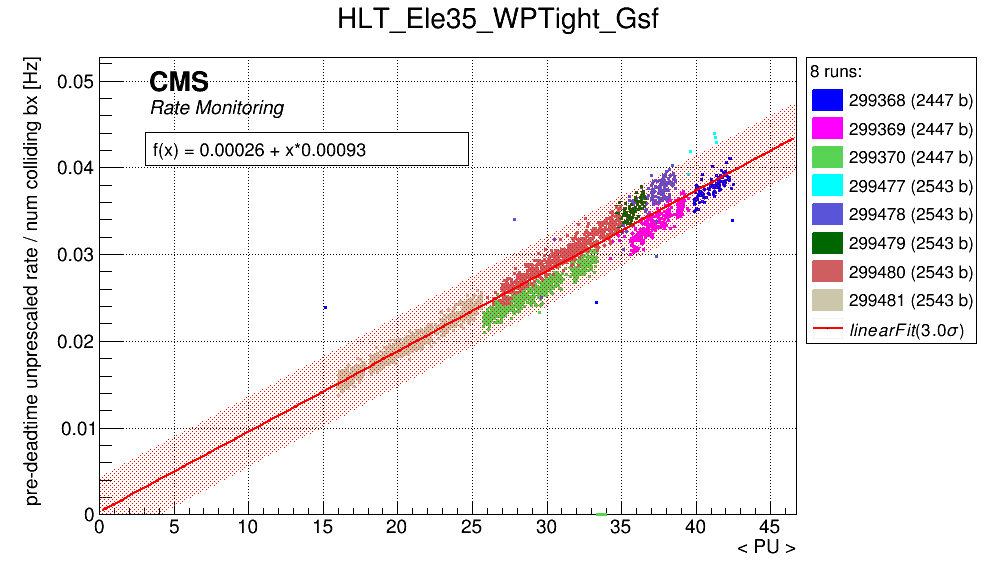 HLT_Ele35_WPTight_Gsf
pre-deadtime unprescaled rate / num colliding bx [Hz]
0.05
0.04
0.03
0.02
0.01
0
CMS
Rate Monitoring
f(x) = 0.00026 + x*0.00093
0 5 10 15 20 25 30 35 40 45
< PU >
8 runs:
299368 (2447 b)
299369 (2447 b)
299370 (2447 b)
299477 (2543 b)
299478 (2543 b)
299479 (2543 b)
299480 (2543 b)
299481 (2543 b)
linearFit(3.0σ)